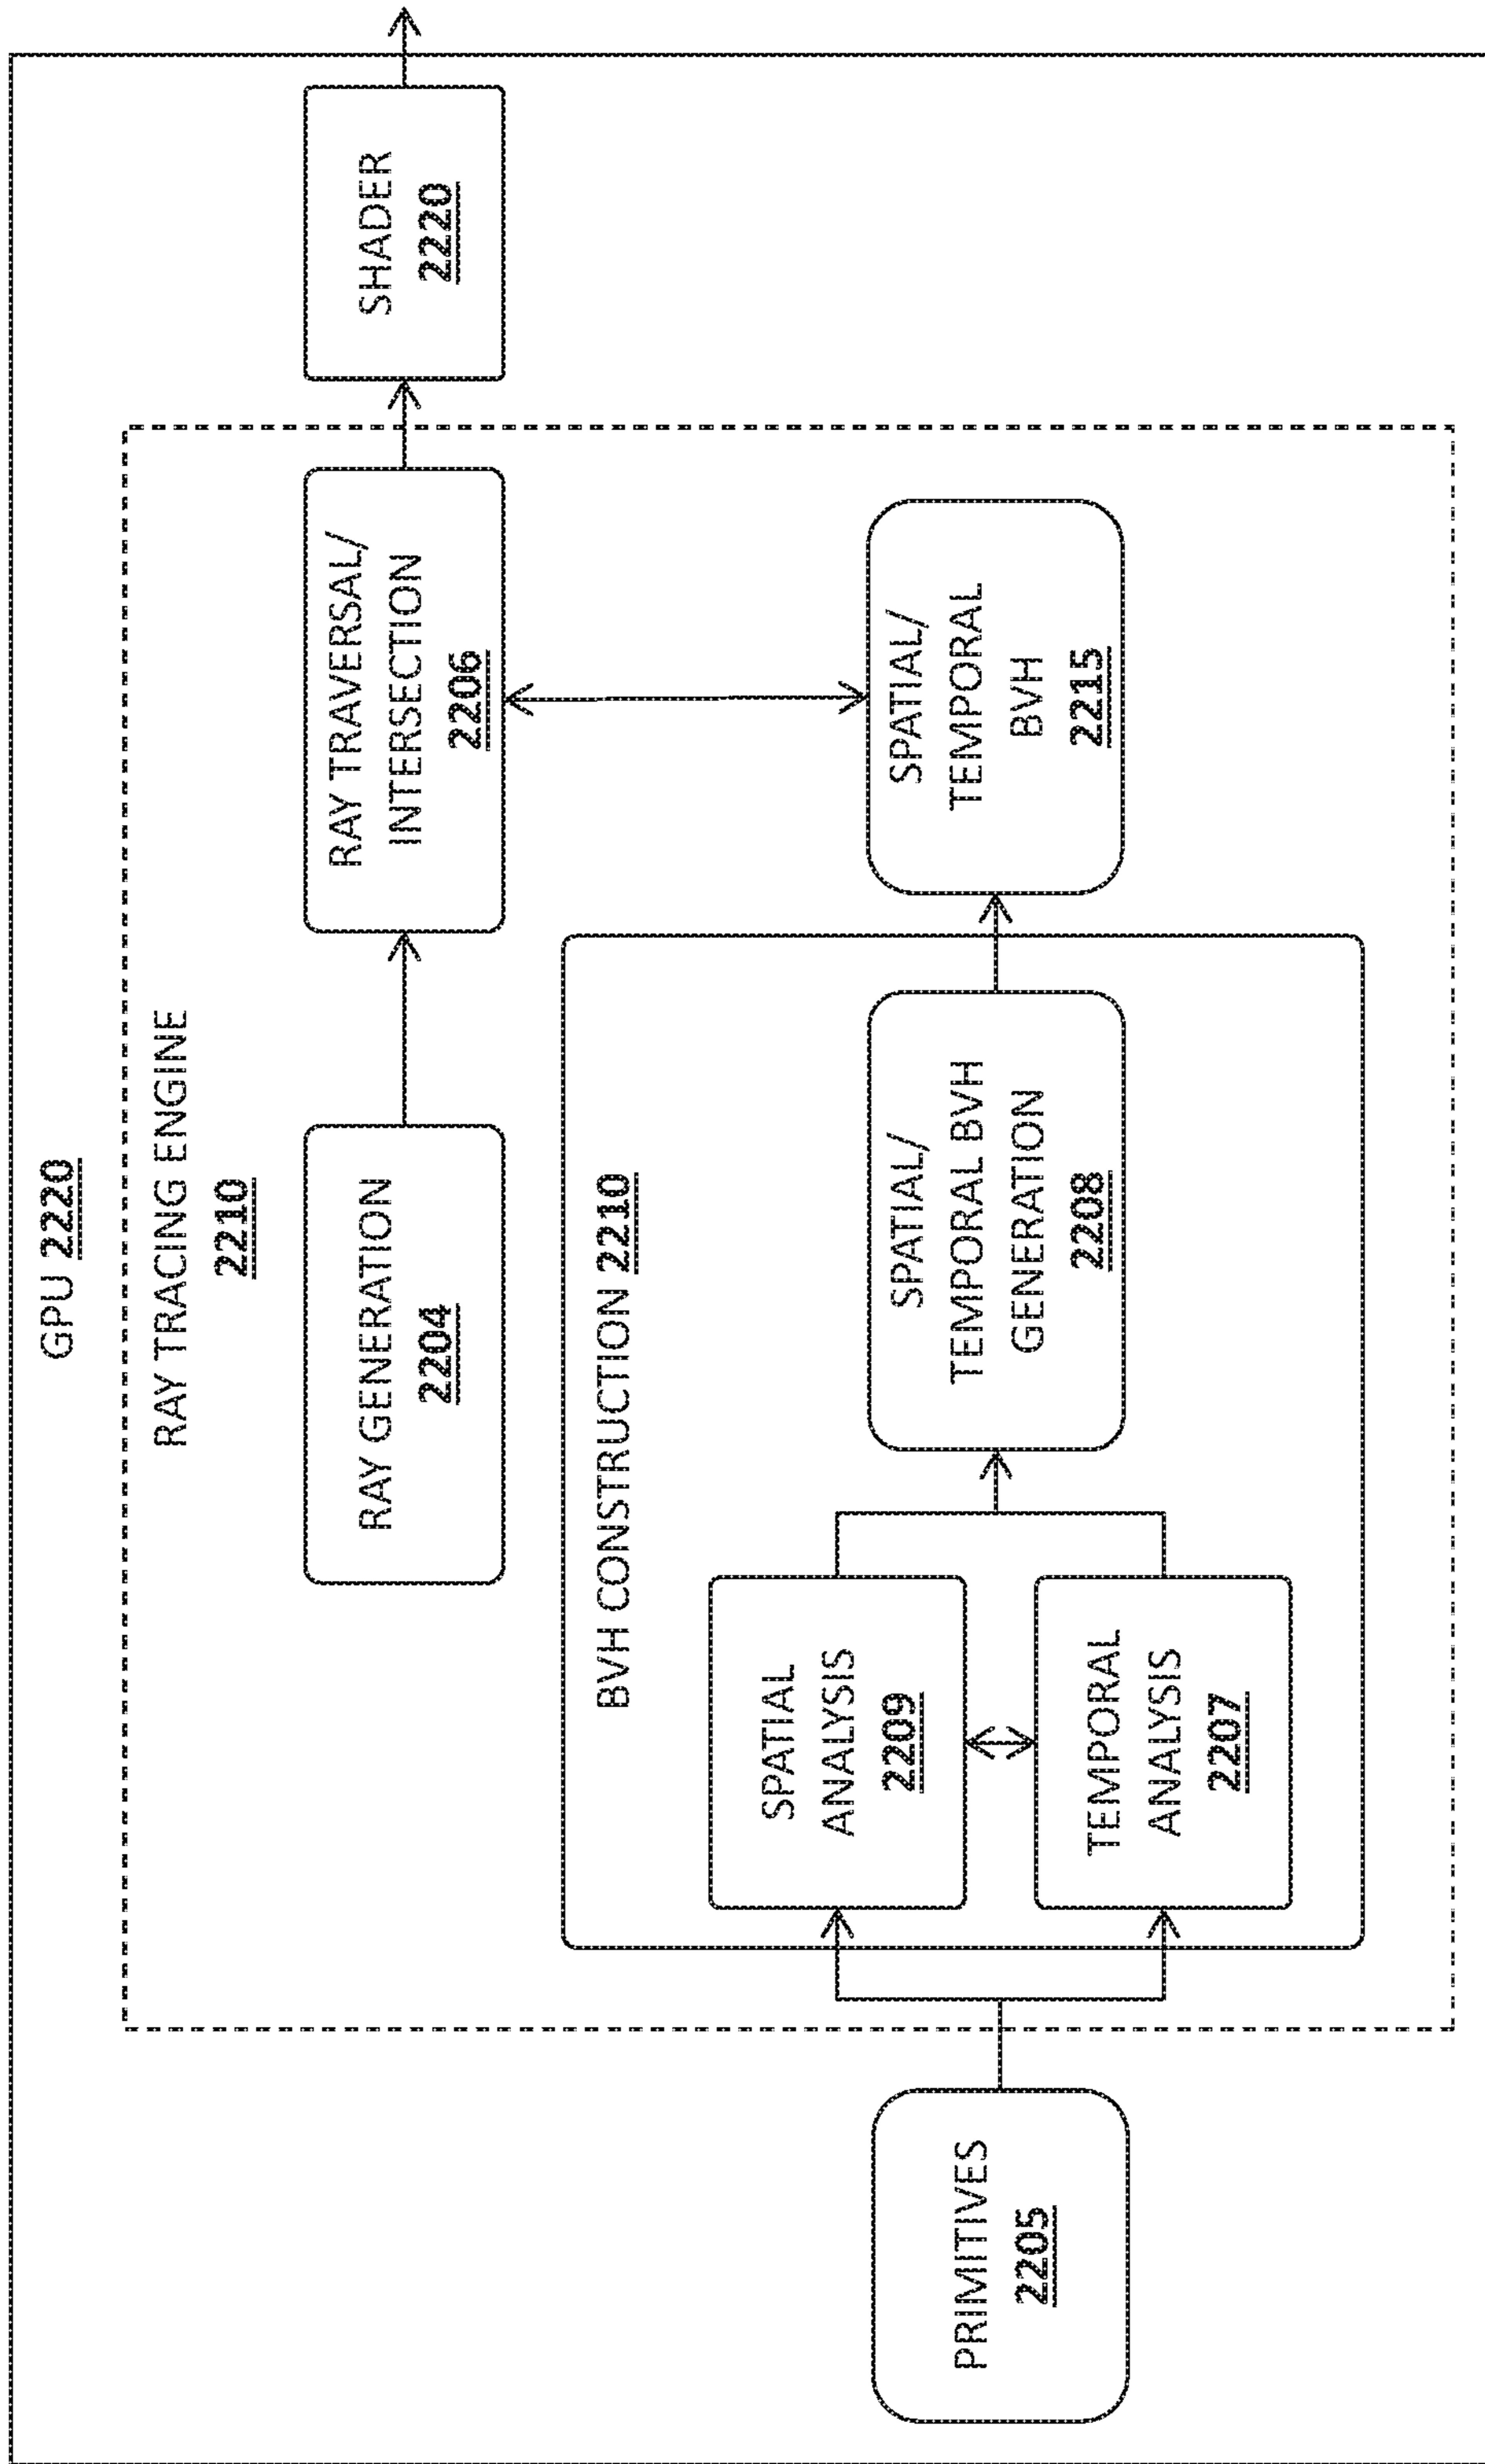 GPU 2220
RAY TRACING ENGINE
2210
RAY GENERATION
2204
RAY TRAVERSAL/
INTERSECTION
2206
SHADER
2220
BVH CONSTRUCTION 2210
SPATIAL
ANALYSIS
2209
TEMPORAL
ANALYSIS
2207
SPATIAL/
TEMPORAL BVH
GENERATION
2208
SPATIAL/
TEMPORAL
BVH
2215
PRIMITIVES
2205